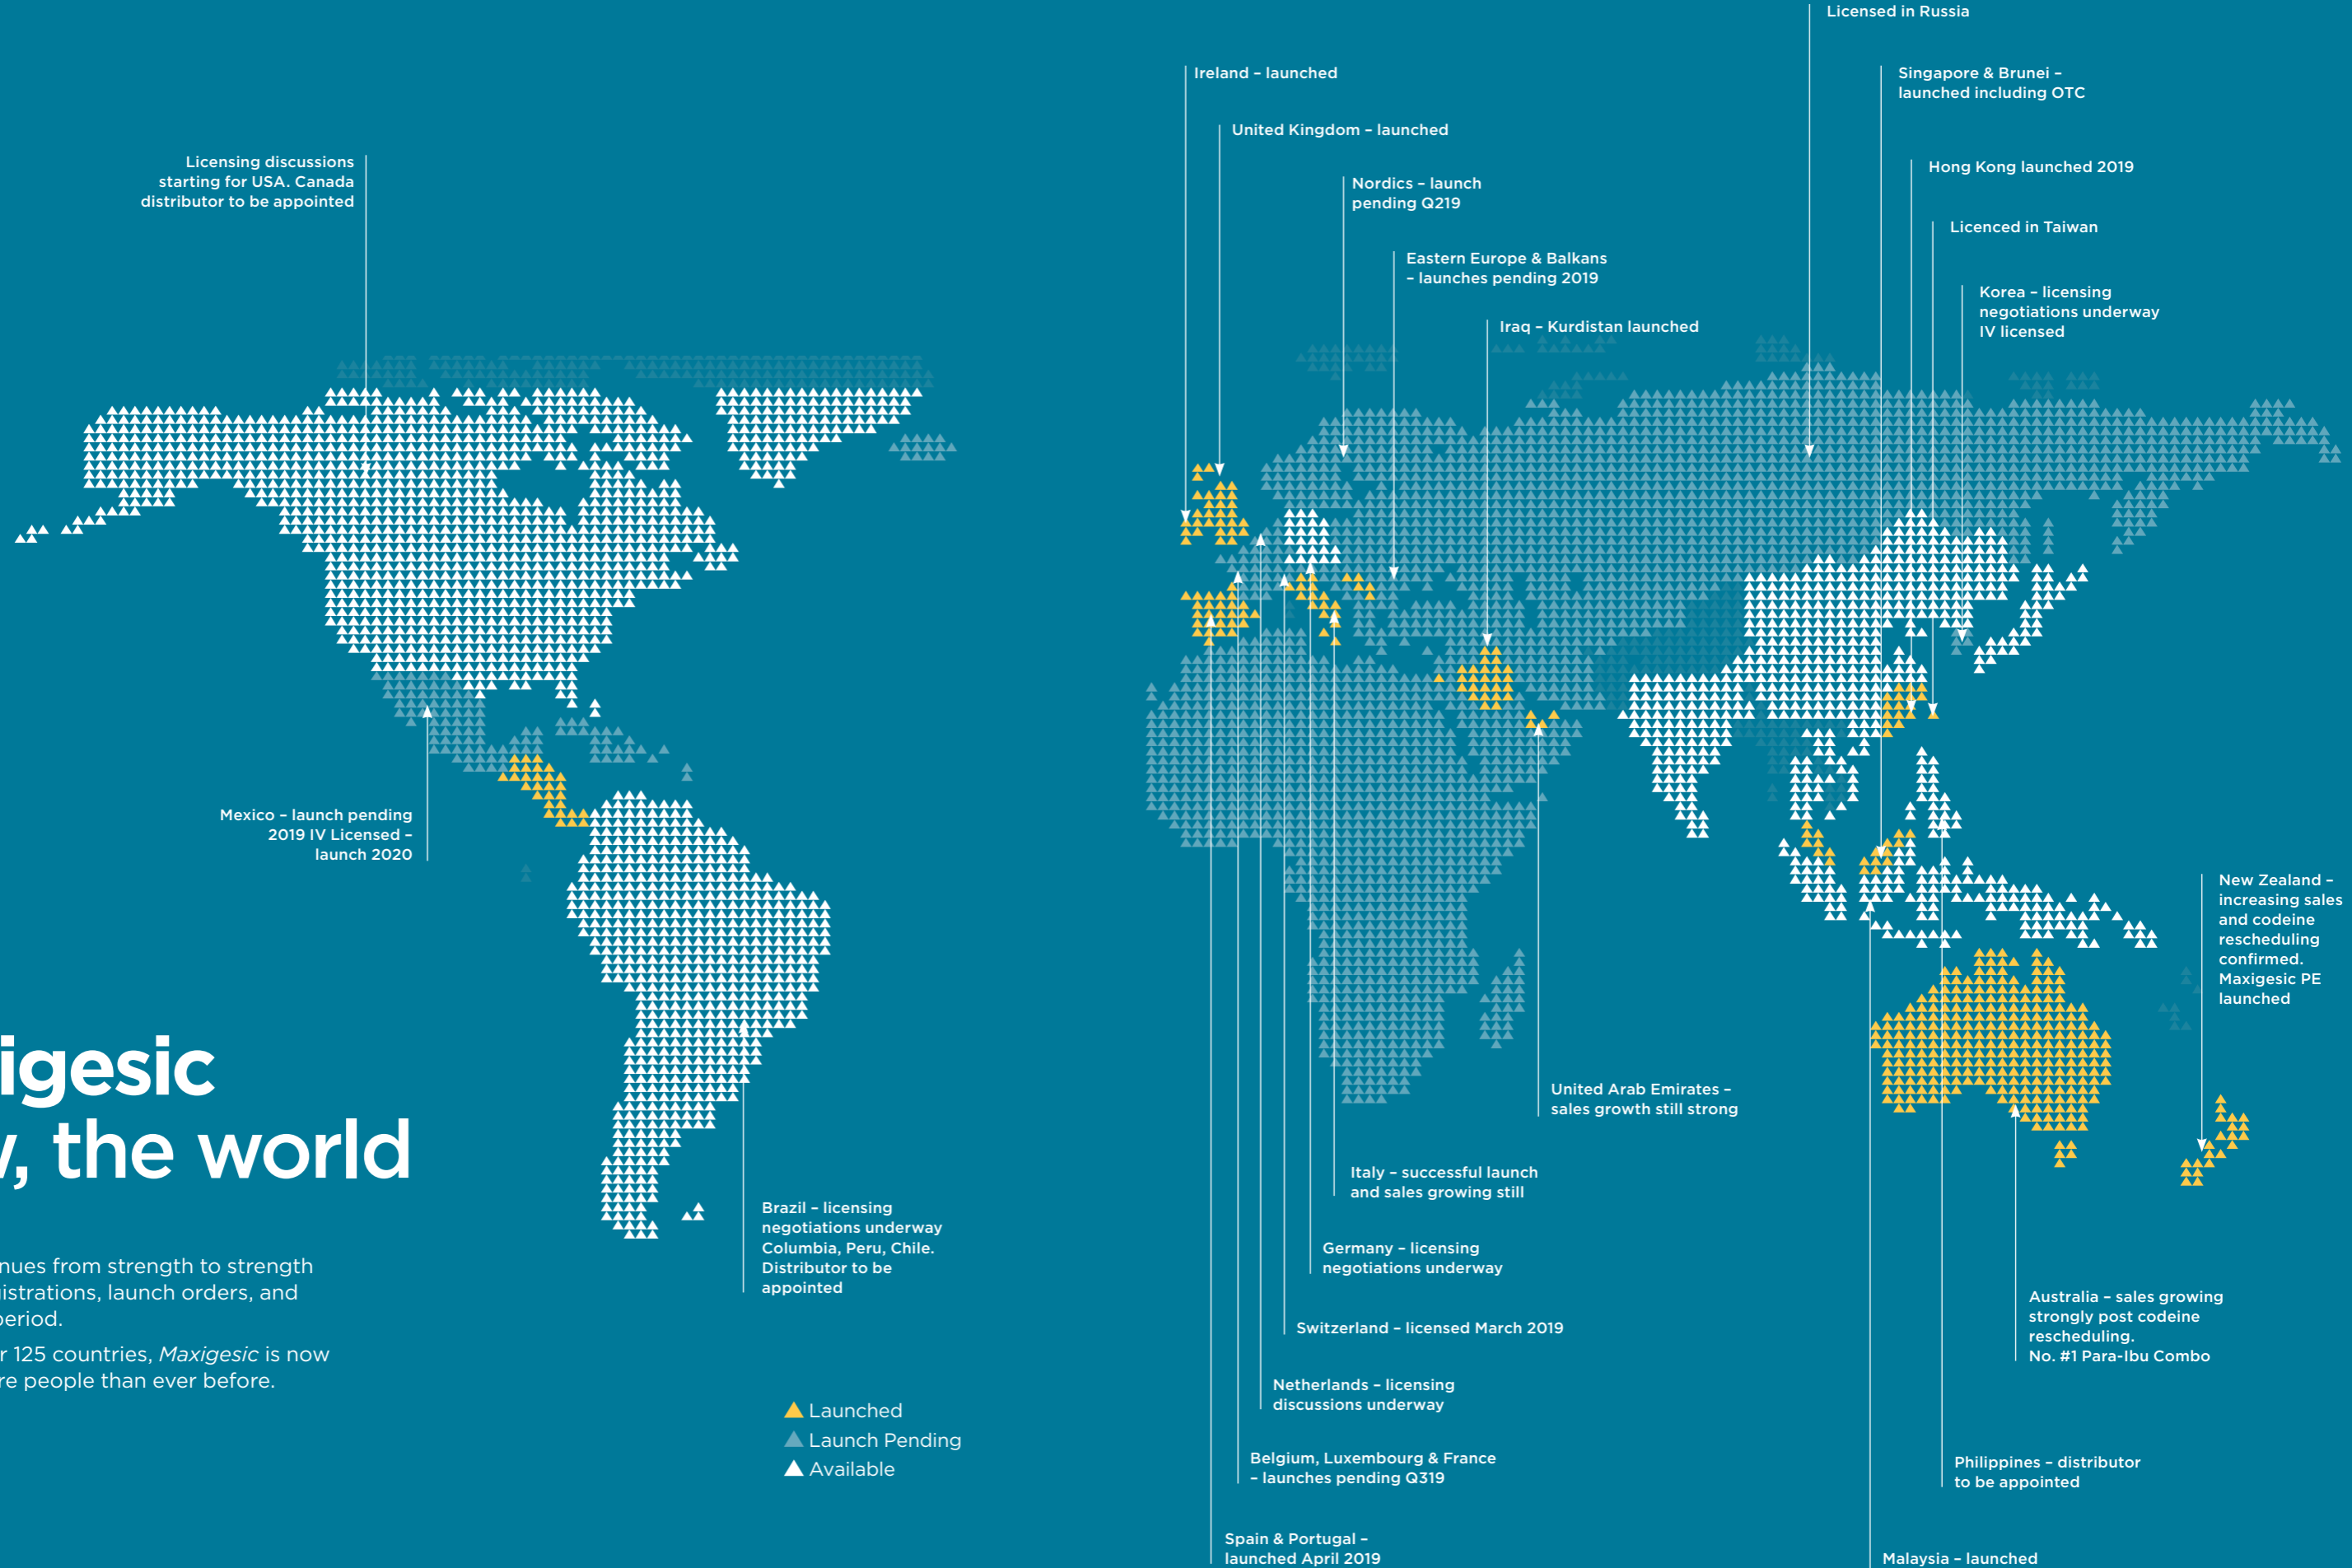 Licensed in Russia
Ireland – launched
Singapore & Brunei –
launched including OTC
United Kingdom – launched
Licensing discussions
starting for USA. Canada
distributor to be appointed
Hong Kong launched 2019
Nordics – launch
pending Q219
Licenced in Taiwan
Eastern Europe & Balkans
– launches pending 2019
Korea – licensing
negotiations underway
IV licensed
Iraq – Kurdistan launched
Mexico – launch pending
2019 IV Licensed –
launch 2020
New Zealand –
increasing sales
and codeine
rescheduling
confirmed.
Maxigesic PE
launched
igesic
, the world
United Arab Emirates –
sales growth still strong
Italy – successful launch
and sales growing still
Brazil – licensing
negotiations underway
Columbia, Peru, Chile.
Distributor to be
appointed
Germany – licensing
negotiations underway
nues from strength to strength
istrations, launch orders, and
period.
r 125 countries, Maxigesic is now
re people than ever before.
Australia – sales growing
strongly post codeine
rescheduling.
No. #1 Para-Ibu Combo
Switzerland – licensed March 2019
Netherlands – licensing
discussions underway
Launched
Launch Pending
Available
Belgium, Luxembourg & France
– launches pending Q319
Philippines – distributor
to be appointed
Spain & Portugal –
launched April 2019
Malaysia – launched